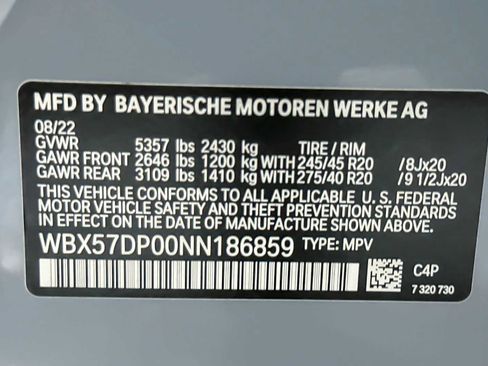 MFD BY BAYERISCHE MOTOREN WERKE AG
08/22
GVWR 5357 lbs 2430 kg TIRE / RIM
GAWR FRONT 2646 lbs 1200 kg WITH 245/45 R20 /8Jx20
GAWR REAR 3109 lbs 1410 kg WITH 275/40 R20 /9 1/2Jx20
THIS VEHICLE CONFORMS TO ALL APPLICABLE U. S. FEDERAL
MOTOR VEHICLE SAFETY AND THEFT PREVENTION STANDARDS
IN EFFECT ON THE DATE OF MANUFACTURE SHOWN ABOVE.
WBX57DP00NN186859 TYPE: MPV
C4P
7 320 730